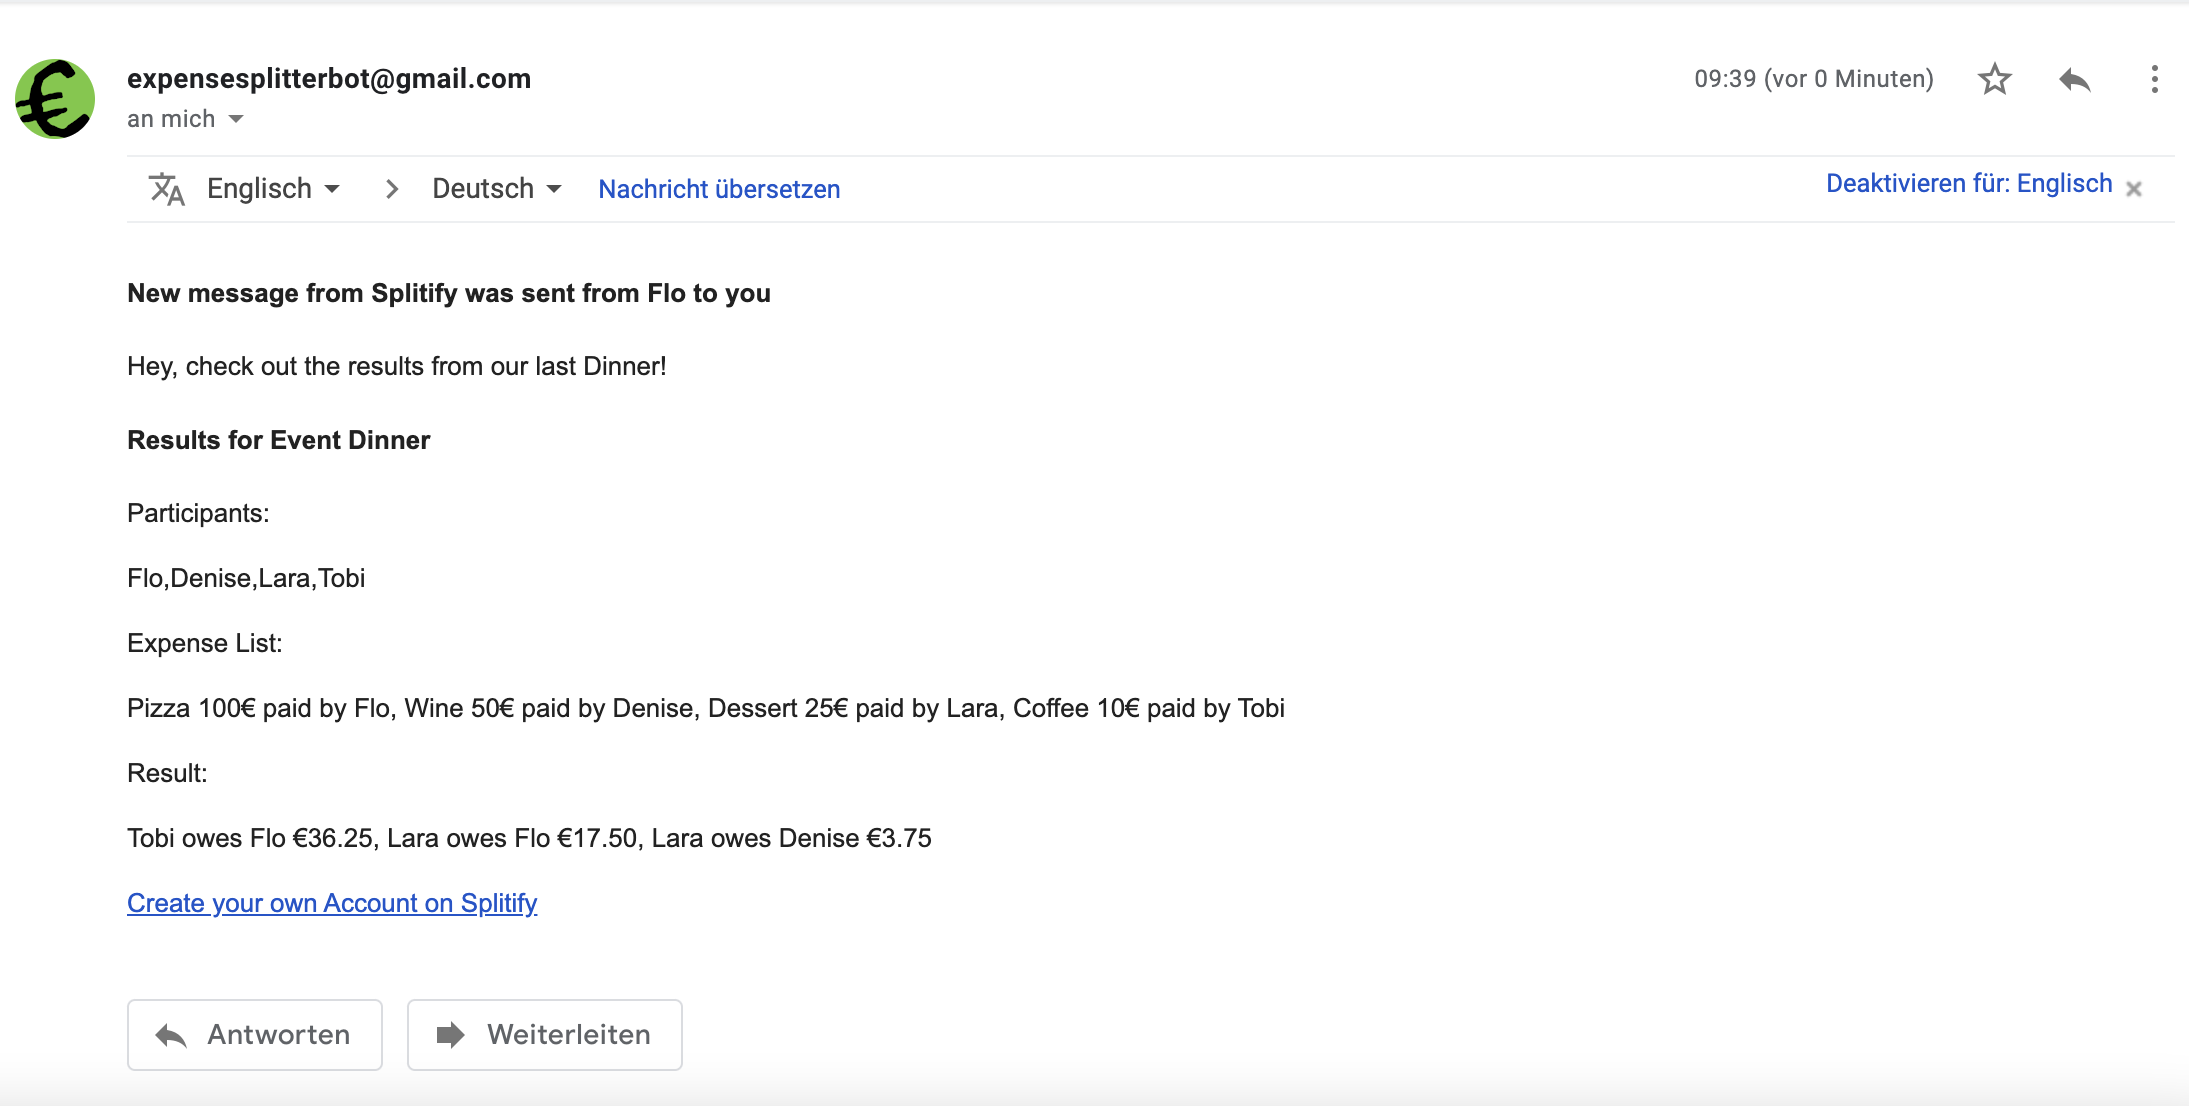 expensesplitterbot@gmail.com
09:39 (vor 0 Minuten)
an mich
Englisch
Deutsch
Nachricht übersetzen
Deaktivieren für: Englisch
New message from Splitify was sent from Flo to you
Hey, check out the results from our last Dinner!
Results for Event Dinner
Participants:
Flo,Denise,Lara,Tobi
Expense List:
Pizza 100€ paid by Flo, Wine 50€ paid by Denise, Dessert 25€ paid by Lara, Coffee 10€ paid by Tobi
Result:
Tobi owes Flo €36.25, Lara owes Flo €17.50, Lara owes Denise €3.75
Create your own Account on Splitify
Antworten
Weiterleiten